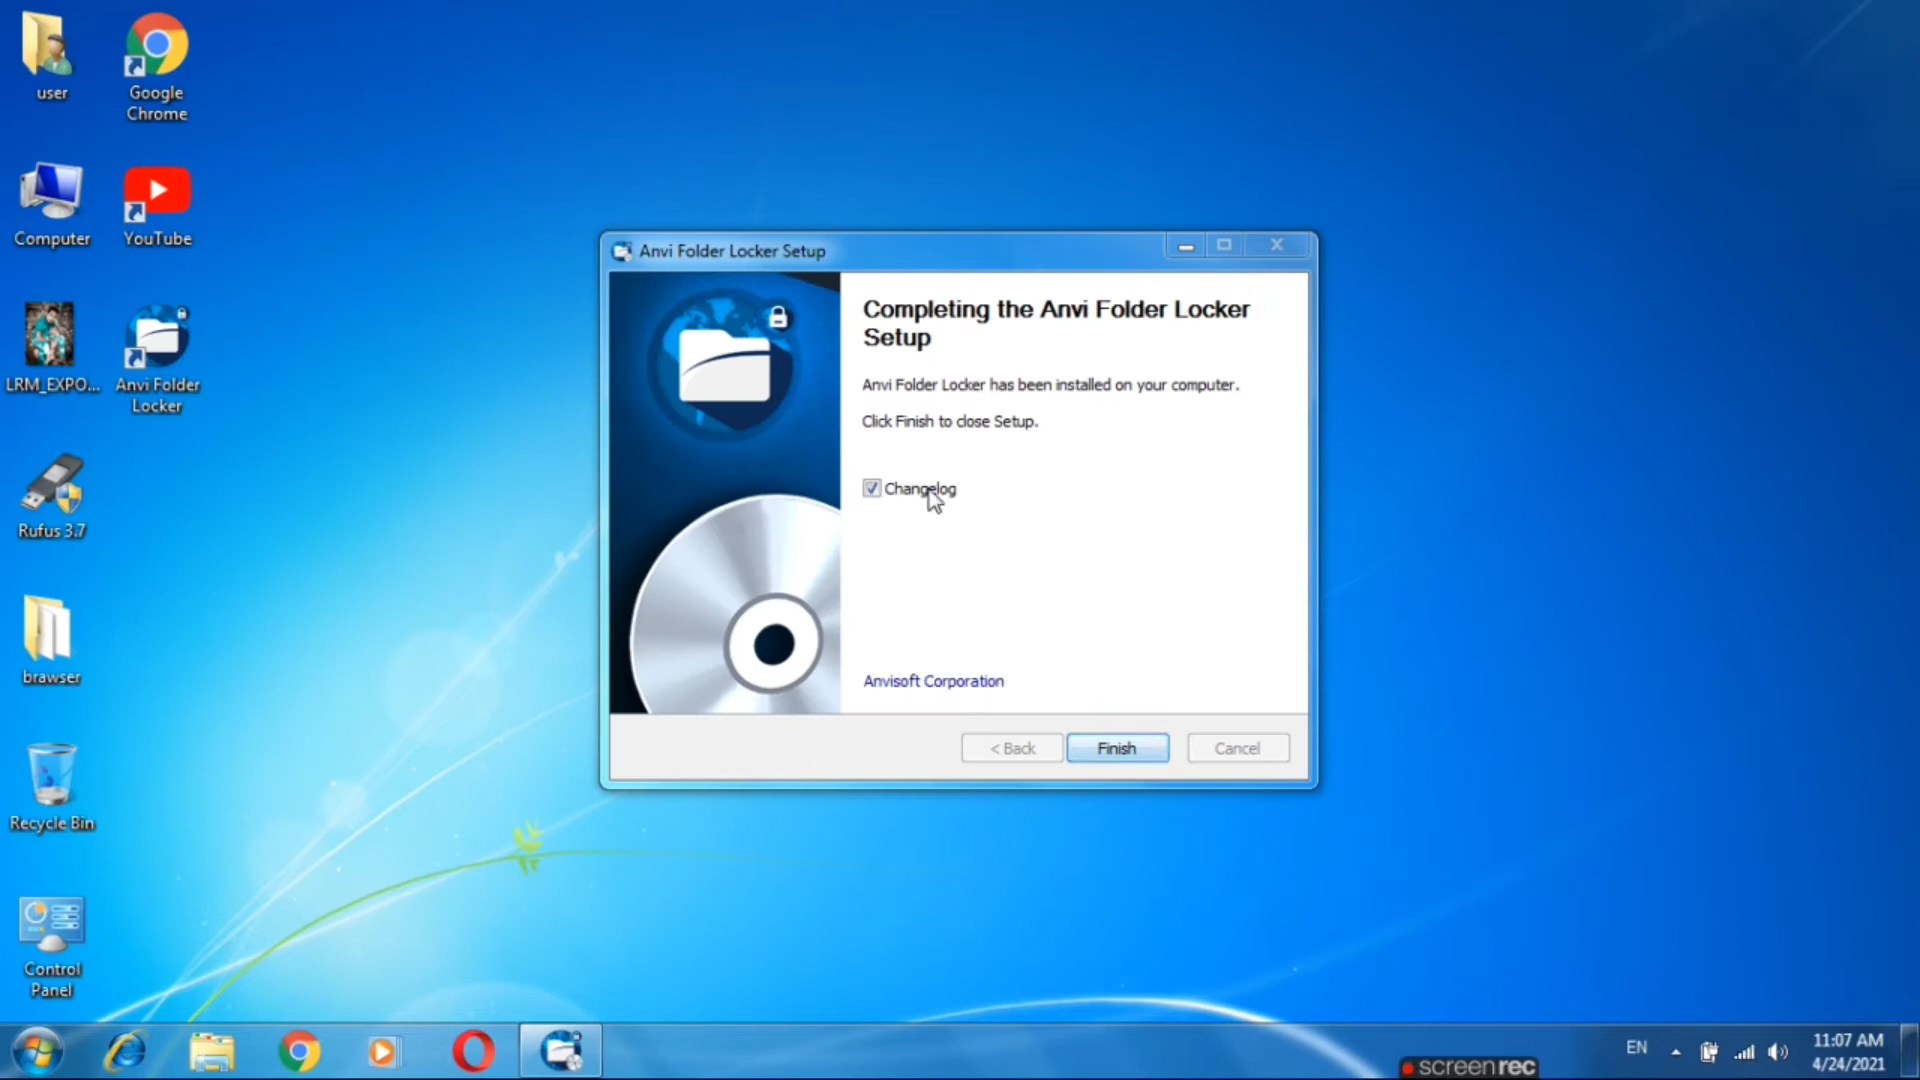 user
Google
Chrome
Computer
YouTube
LRM_EXPO...
Anvi Folder
Locker
Rufus 3.7
brawser
Recycle Bin
Control
Panel
Anvi Folder Locker Setup
Completing the Anvi Folder Locker
Setup
Anvi Folder Locker has been installed on your computer.
Click Finish to close Setup.
Changelog
Anvisoft Corporation
< Back
Finish
Cancel
EN
11:07 AM
4/24/2021
screenrec